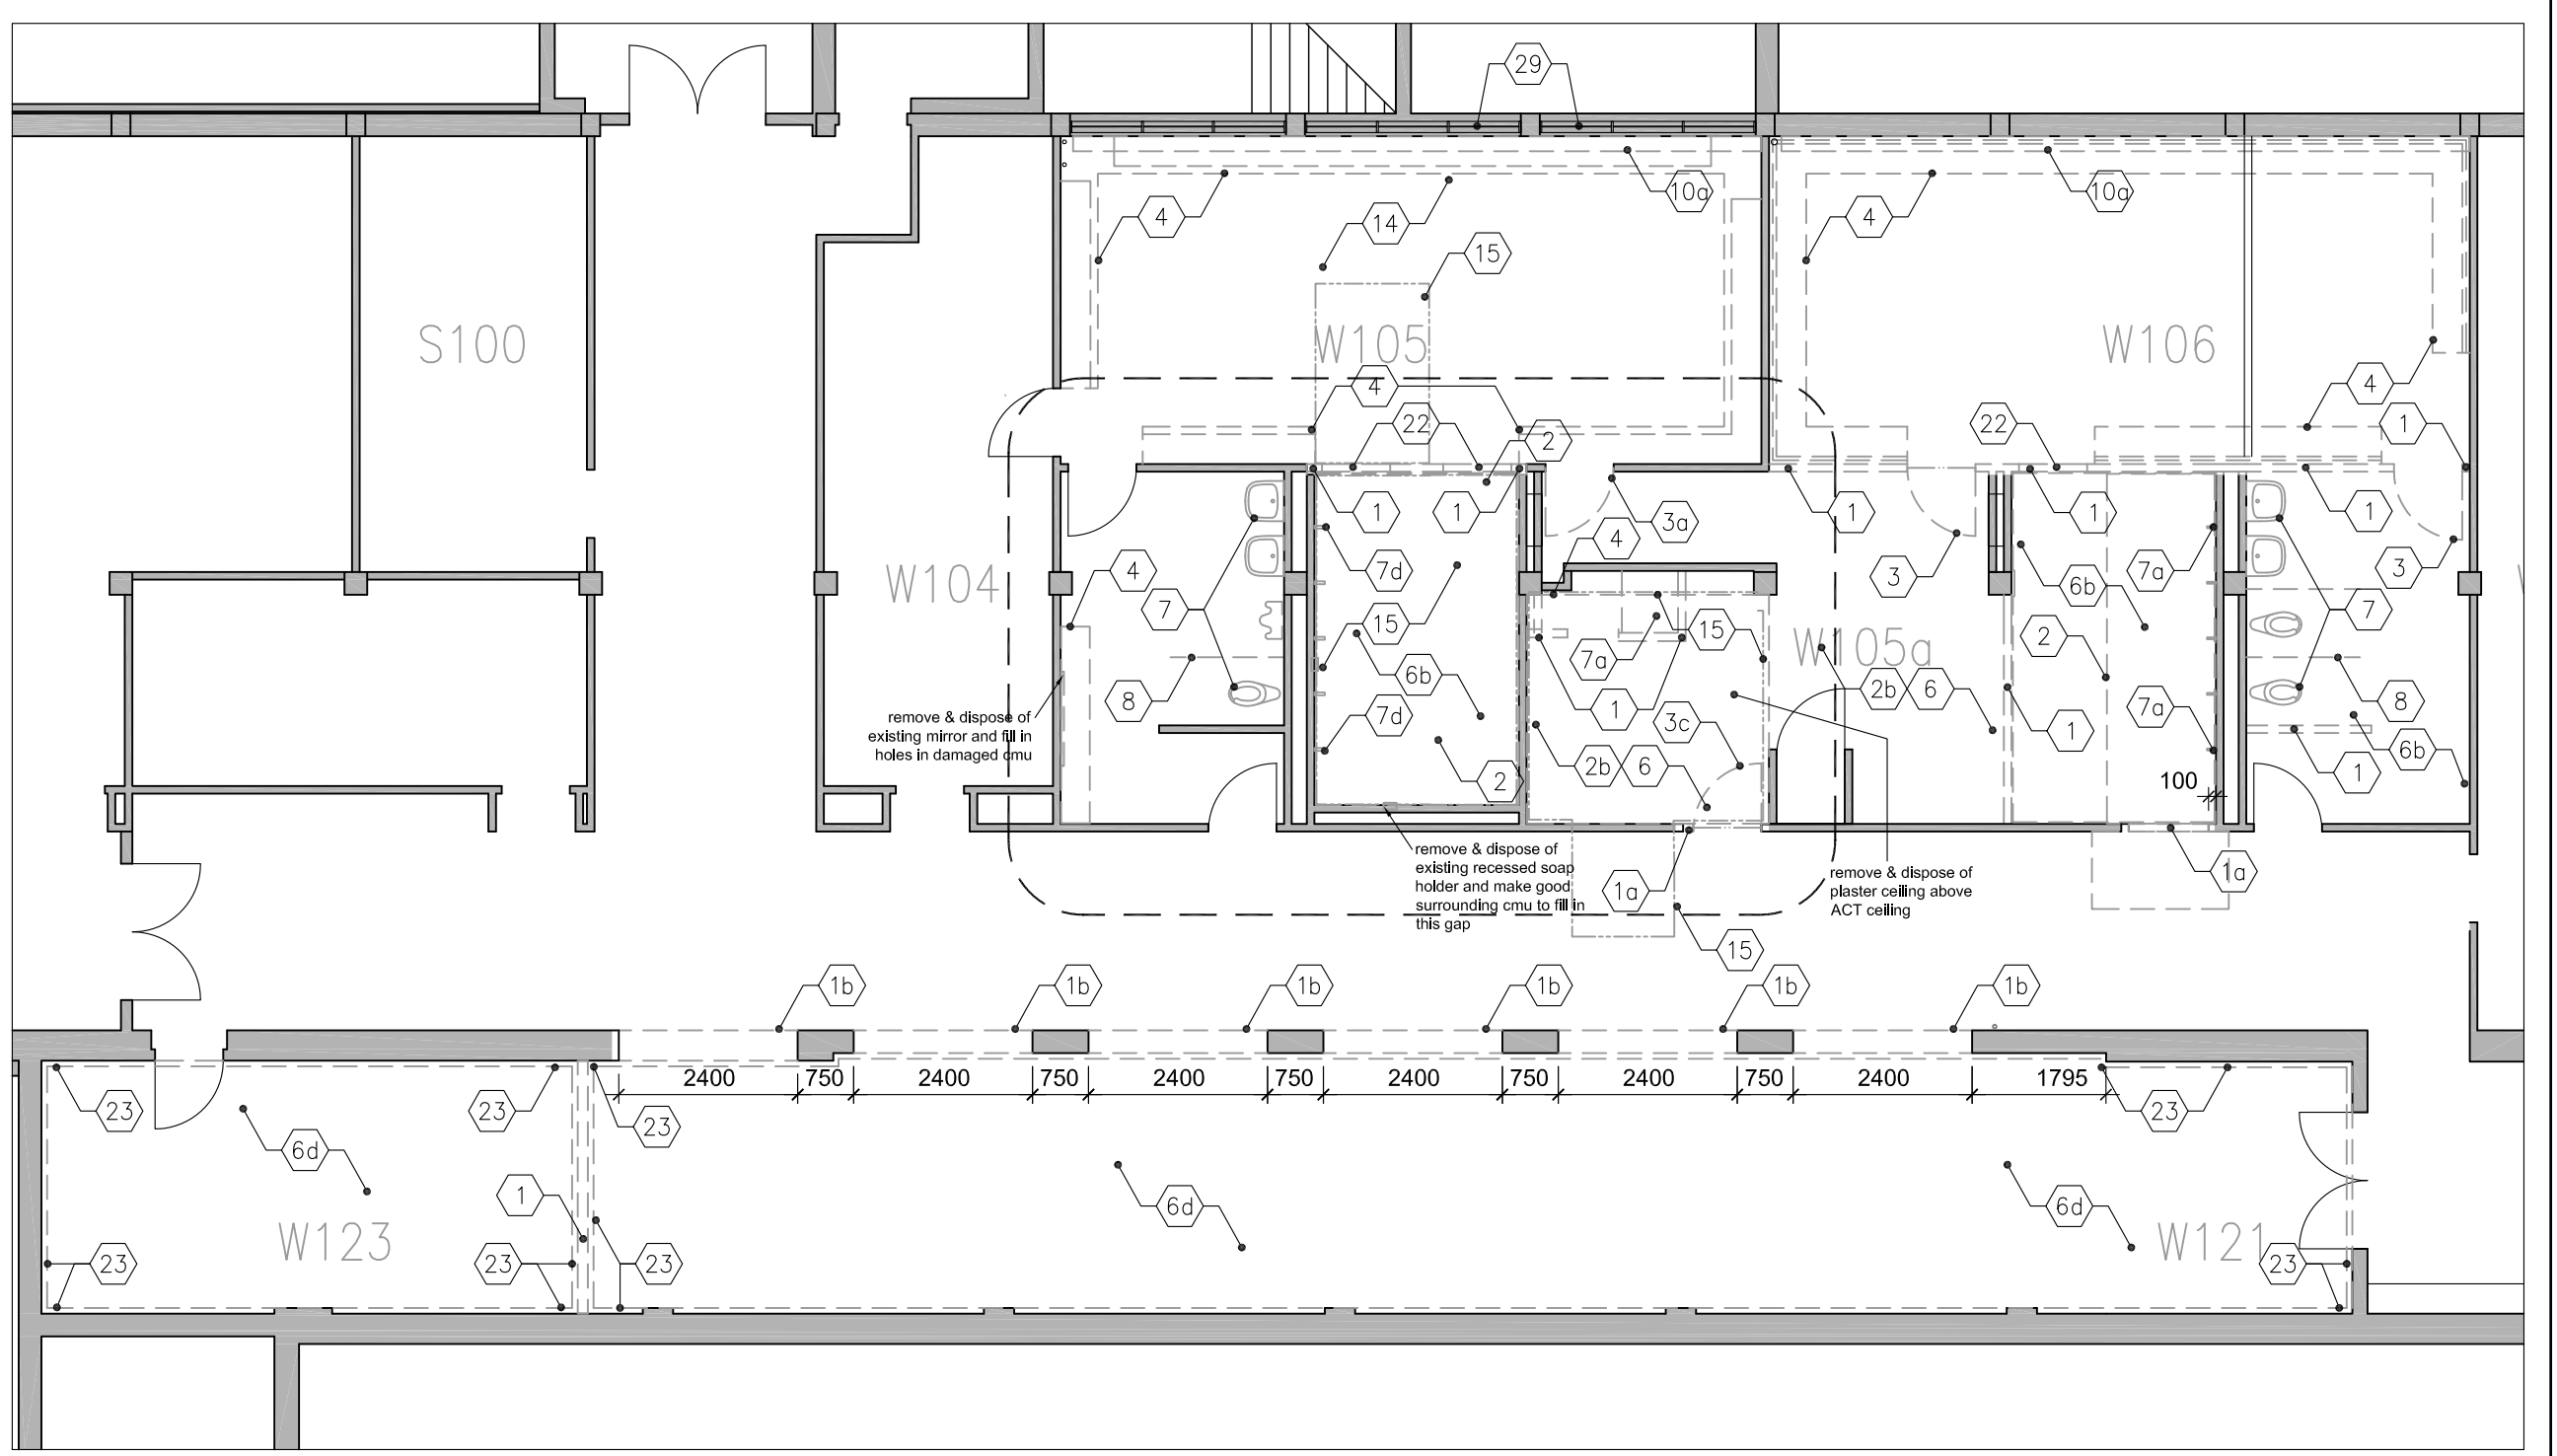 29
10a
10a
4
14
4
15
S100
W105
W106
4
4
22
2
22
1
1
1
3a
1
1
1
4
W104
4
7d
3
6b
7a
3
7
15
7
7a
15
W105a
2
8
6b
2b
6
8
remove & dispose of
existing mirror and fill in
holes in damaged cmu
7d
1
3c
1
7a
6b
2
2b
6
1
100
remove & dispose of
existing recessed soap
holder and make good
surrounding cmu to fill in
this gap
1a
remove & dispose of
plaster ceiling above
ACT ceiling
1a
15
1b
1b
1b
1b
1b
1b
2400
750
2400
750
2400
750
2400
750
2400
750
2400
1795
23
23
23
23
6d
1
6d
6d
W123
W121
23
23
23
23